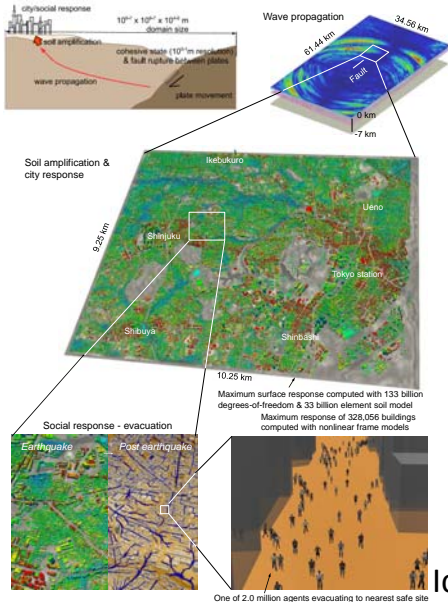 city/social response
soil amplification
wave propagation
domain size
cohesive state
& fault rupture between plates
plate movement
Wave propagation
61.44 km
34.56 km
Fault
0 km
-7 km
Soil amplification &
city response
Ikebukuro
Ueno
Shinjuku
Tokyo station
Shibuya
Shinbashi
9.25 km
10.25 km
Maximum surface response computed with 133 billion
degrees-of-freedom & 33 billion element soil model
Maximum response of 328,056 buildings
computed with nonlinear frame models
Social response - evacuation
Earthquake
Post earthquake
One of 2.0 million agents evacuating to nearest safe site